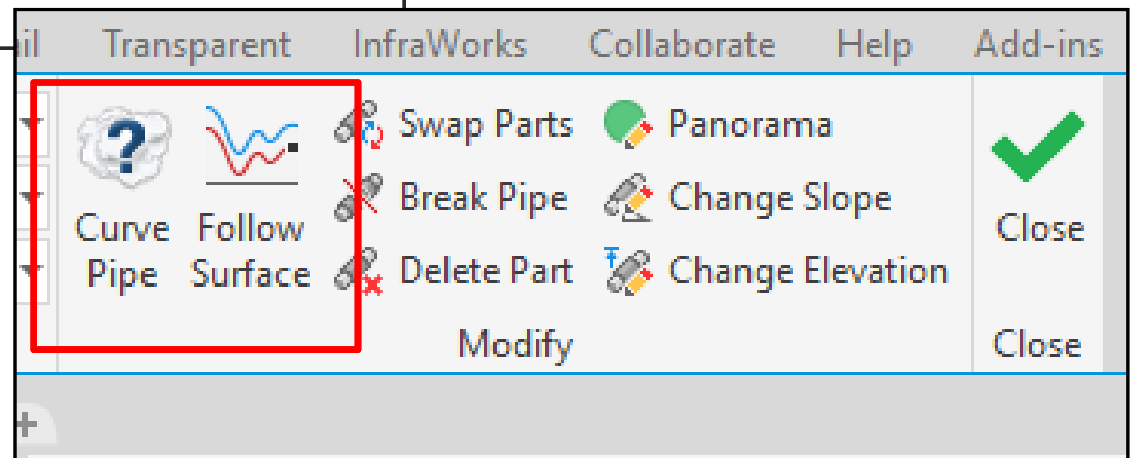 ail Transparent InfraWorks Collaborate Help Add-ins
?
Curve Pipe
Follow Surface
Swap Parts
Break Pipe
Delete Part
Panorama
Change Slope
Change Elevation
Close
Modify
Close
+